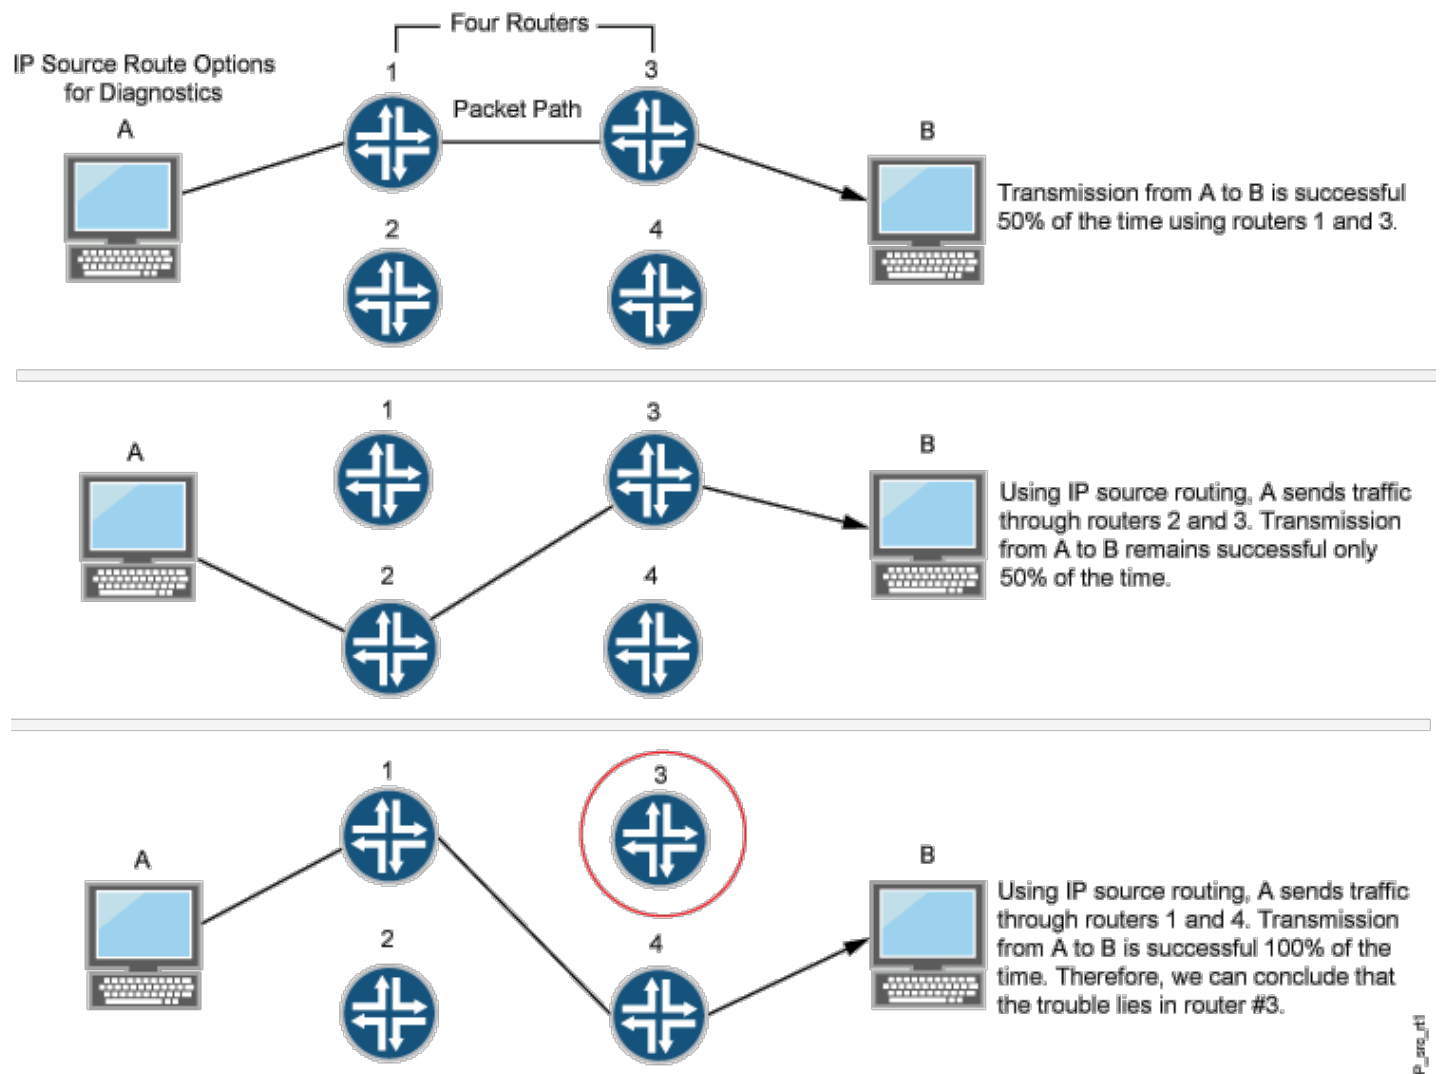 Four Routers
IP Source Route Options
for Diagnostics
1
3
Packet Path
A
B
Transmission from A to B is successful
50% of the time using routers 1 and 3.
2
4
1
3
A
B
Using IP source routing, A sends traffic
through routers 2 and 3. Transmission
from A to B remains successful only
50% of the time.
2
4
1
3
A
B
Using IP source routing, A sends traffic
through routers 1 and 4. Transmission
from A to B is successful 100% of the
time. Therefore, we can conclude that
the trouble lies in router #3.
2
4
P_src_rt1